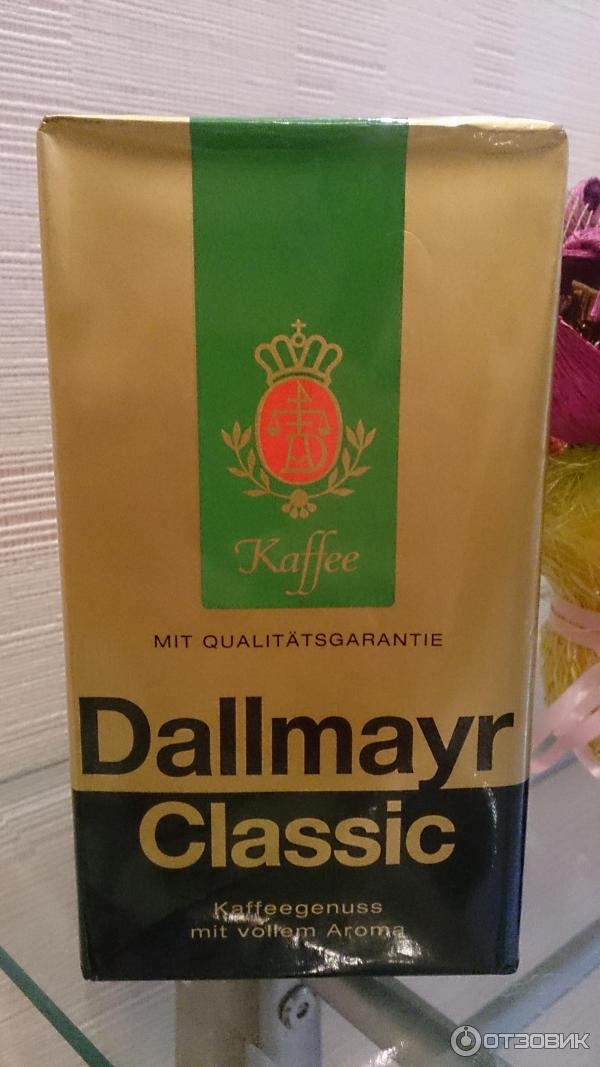 Kaffee
MIT QUALITÄTSGARANTIE
Dallmayr
Classic
Kaffeegenuss
mit vollem Aroma
ОТЗОВИК